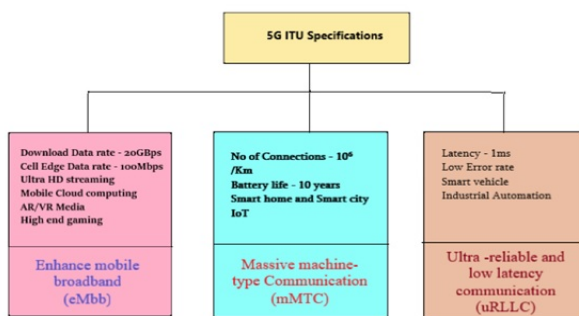 5G ITU Specifications
Download Data rate - 20GBps
Cell Edge Data rate - 100Mbps
Ultra HD streaming
Mobile Cloud computing
AR/VR Media
High end gaming
Enhance mobile
broadband
(eMbb)
No of Connections - 10⁶
/Km
Battery life - 10 years
Smart home and Smart city
IoT
Massive machine-
type Communication
(mMTC)
Latency - 1ms
Low Error rate
Smart vehicle
Industrial Automation
Ultra -reliable and
low latency
communication
(uRLLC)